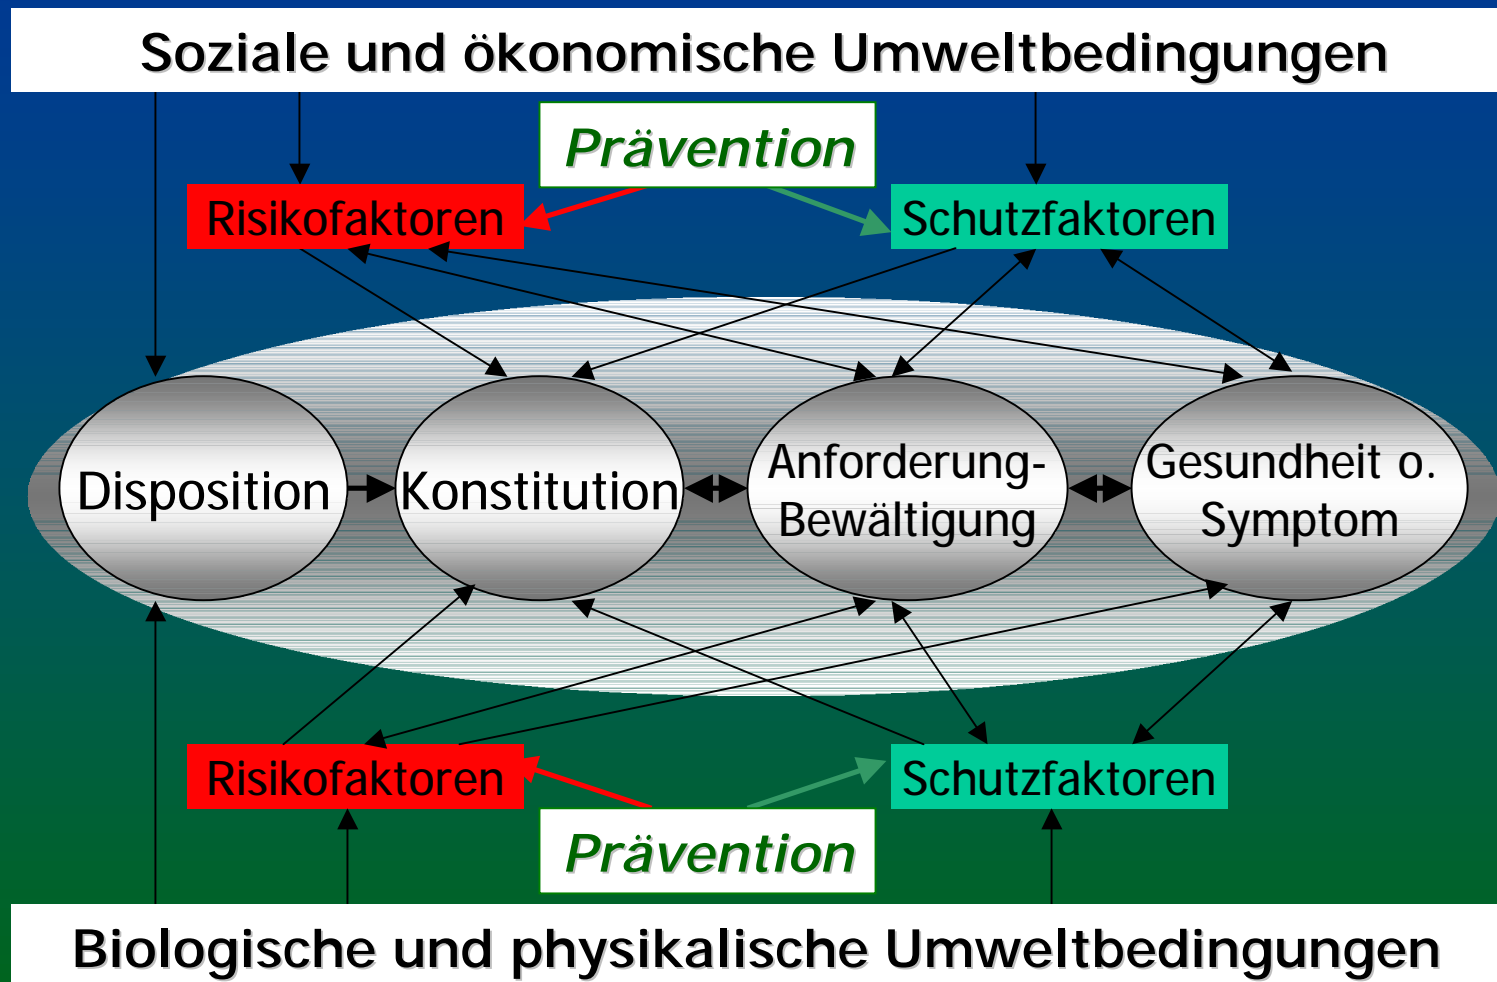 Soziale und ökonomische Umweltbedingungen
Prävention
Risikofaktoren
Schutzfaktoren
Disposition
Konstitution
Anforderung-
Bewältigung
Gesundheit o.
Symptom
Risikofaktoren
Schutzfaktoren
Prävention
Biologische und physikalische Umweltbedingungen